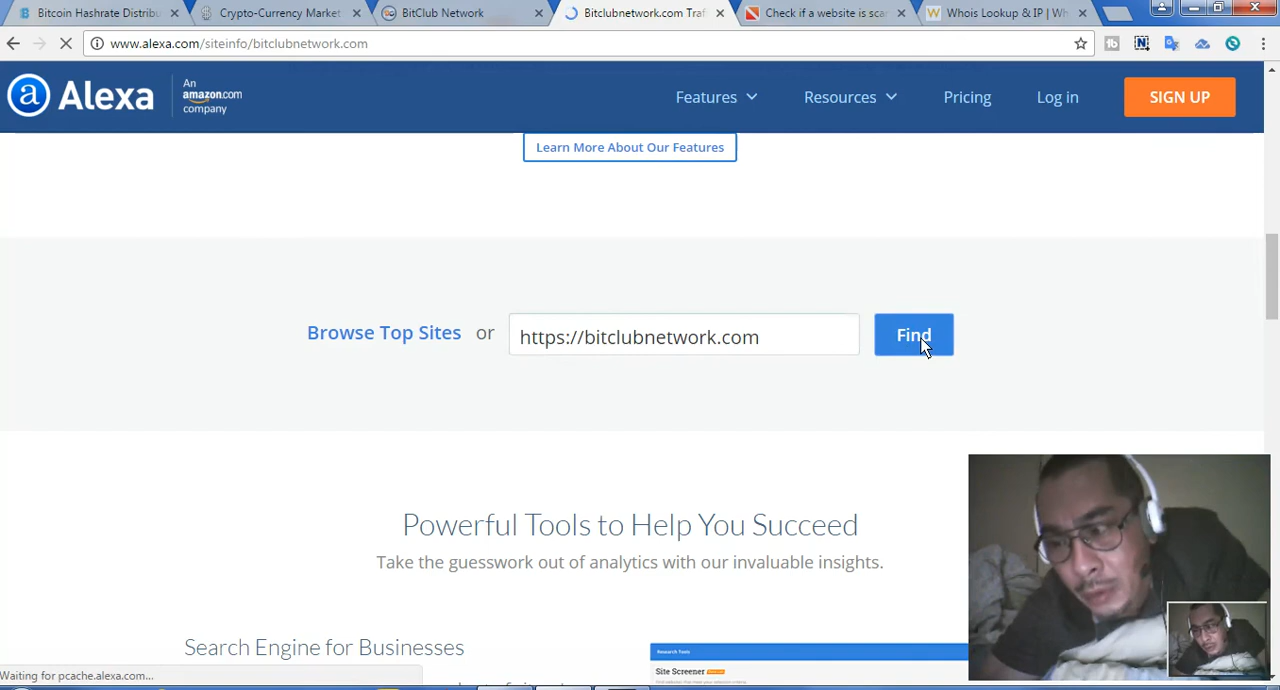 Bitcoin Hashrate Distribu
Crypto-Currency Market
BitClub Network
Bitclubnetwork.com Traf
Check if a website is scar
Whois Lookup & IP | Wh
www.alexa.com/siteinfo/bitclubnetwork.com
a Alexa
An
amazon.com
company
Features
Resources
Pricing
Log in
SIGN UP
Learn More About Our Features
Browse Top Sites or
https://bitclubnetwork.com
Find
Powerful Tools to Help You Succeed
Take the guesswork out of analytics with our invaluable insights.
Search Engine for Businesses
Research Tools
Site Screener
Waiting for pcache.alexa.com...